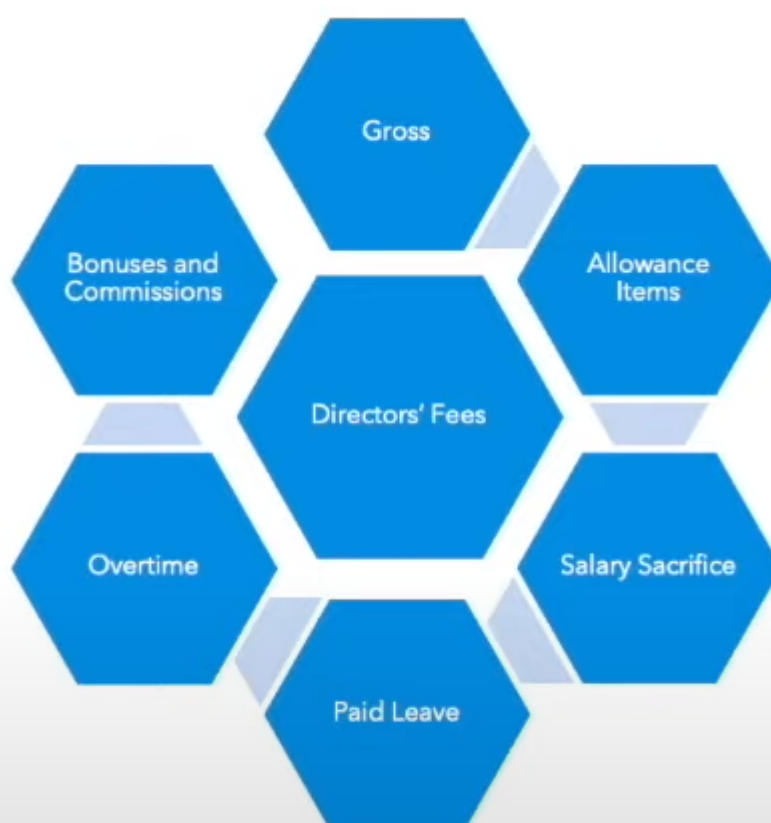 Gross
Bonuses and
Commissions
Allowance
Items
Directors’ Fees
Overtime
Salary Sacrifice
Paid Leave